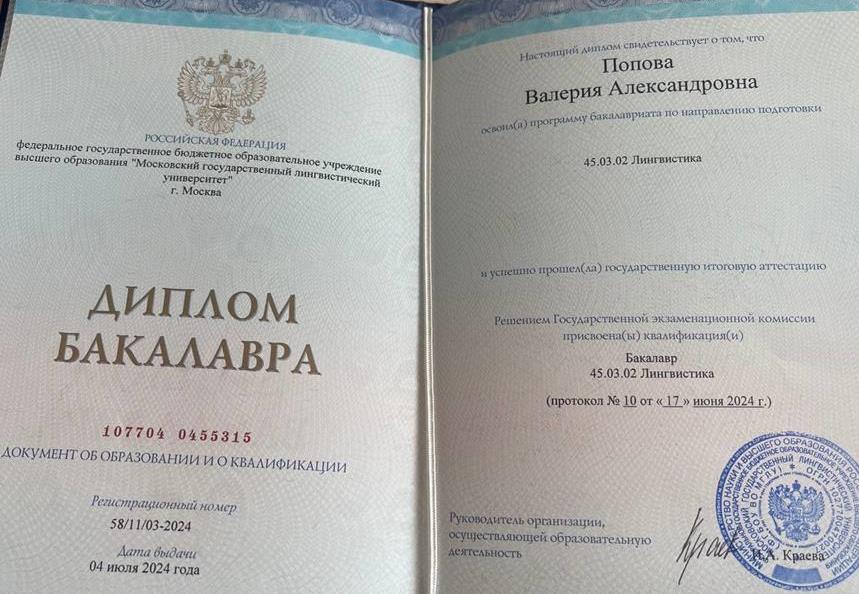 РОССИЙСКАЯ ФЕДЕРАЦИЯ
федеральное государственное бюджетное образовательное учреждение
высшего образования "Московский государственный лингвистический
университет"
г. Москва
ДИПЛОМ
БАКАЛАВРА
107704 0455315
ДОКУМЕНТ ОБ ОБРАЗОВАНИИ И О КВАЛИФИКАЦИИ
Регистрационный номер
58/11/03-2024
Дата выдачи
04 июля 2024 года
Настоящий диплом свидетельствует о том, что
Попова
Валерия Александровна
освоил(а) программу бакалавриата по направлению подготовки
45.03.02 Лингвистика
и успешно прошел(ла) государственную итоговую аттестацию
Решением Государственной экзаменационной комиссии
присвоена(ы) квалификация(и)
Бакалавр
45.03.02 Лингвистика
(протокол № 10 от « 17 » июня 2024 г.)
Руководитель организации,
осуществляющей образовательную
деятельность
И.А. Краева